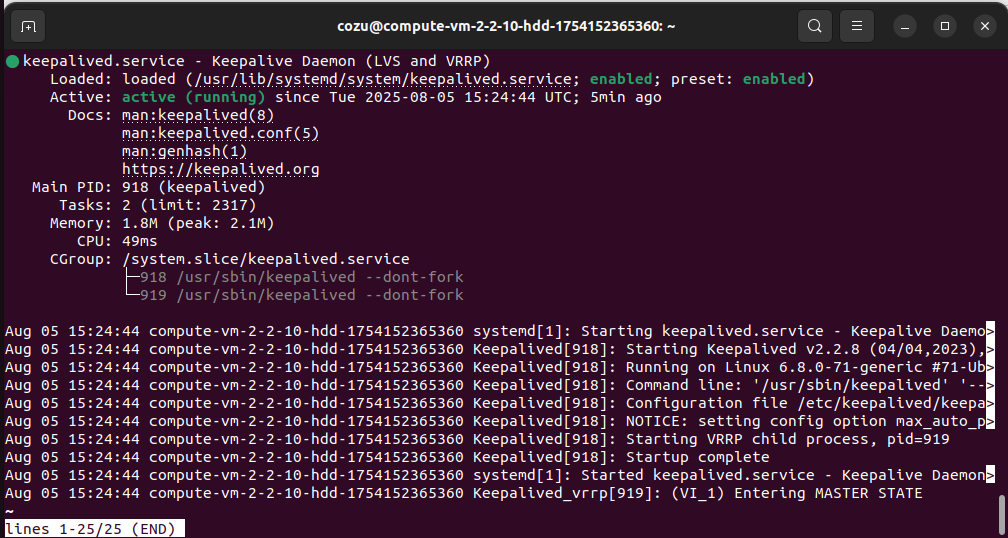 cozu@compute-vm-2-2-10-hdd-1754152365360: ~
keepalived.service - Keepalive Daemon (LVS and VRRP)
Loaded: loaded (/usr/lib/systemd/system/keepalived.service; enabled; preset: enabled)
Active: active (running) since Tue 2025-08-05 15:24:44 UTC; 5min ago
Docs: man:keepalived(8)
man:keepalived.conf(5)
man:genhash(1)
https://keepalived.org
Main PID: 918 (keepalived)
Tasks: 2 (limit: 2317)
Memory: 1.8M (peak: 2.1M)
CPU: 49ms
CGroup: /system.slice/keepalived.service
├─918 /usr/sbin/keepalived --dont-fork
└─919 /usr/sbin/keepalived --dont-fork
Aug 05 15:24:44 compute-vm-2-2-10-hdd-1754152365360 systemd[1]: Starting keepalived.service - Keepalive Daemo>
Aug 05 15:24:44 compute-vm-2-2-10-hdd-1754152365360 Keepalived[918]: Starting Keepalived v2.2.8 (04/04,2023),>
Aug 05 15:24:44 compute-vm-2-2-10-hdd-1754152365360 Keepalived[918]: Running on Linux 6.8.0-71-generic #71-Ub>
Aug 05 15:24:44 compute-vm-2-2-10-hdd-1754152365360 Keepalived[918]: Command line: '/usr/sbin/keepalived' '-->
Aug 05 15:24:44 compute-vm-2-2-10-hdd-1754152365360 Keepalived[918]: Configuration file /etc/keepalived/keepa>
Aug 05 15:24:44 compute-vm-2-2-10-hdd-1754152365360 Keepalived[918]: NOTICE: setting config option max_auto_p>
Aug 05 15:24:44 compute-vm-2-2-10-hdd-1754152365360 Keepalived[918]: Starting VRRP child process, pid=919
Aug 05 15:24:44 compute-vm-2-2-10-hdd-1754152365360 Keepalived[918]: Startup complete
Aug 05 15:24:44 compute-vm-2-2-10-hdd-1754152365360 systemd[1]: Started keepalived.service - Keepalive Daemon>
Aug 05 15:24:44 compute-vm-2-2-10-hdd-1754152365360 Keepalived_vrrp[919]: (VI_1) Entering MASTER STATE
~
lines 1-25/25 (END)